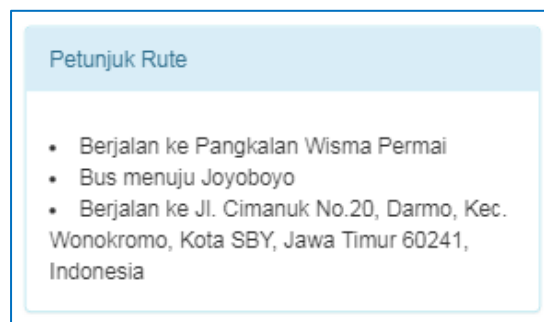 Petunjuk Rute
• Berjalan ke Pangkalan Wisma Permai
• Bus menuju Joyoboyo
• Berjalan ke Jl. Cimanuk No.20, Darmo, Kec.
Wonokromo, Kota SBY, Jawa Timur 60241,
Indonesia